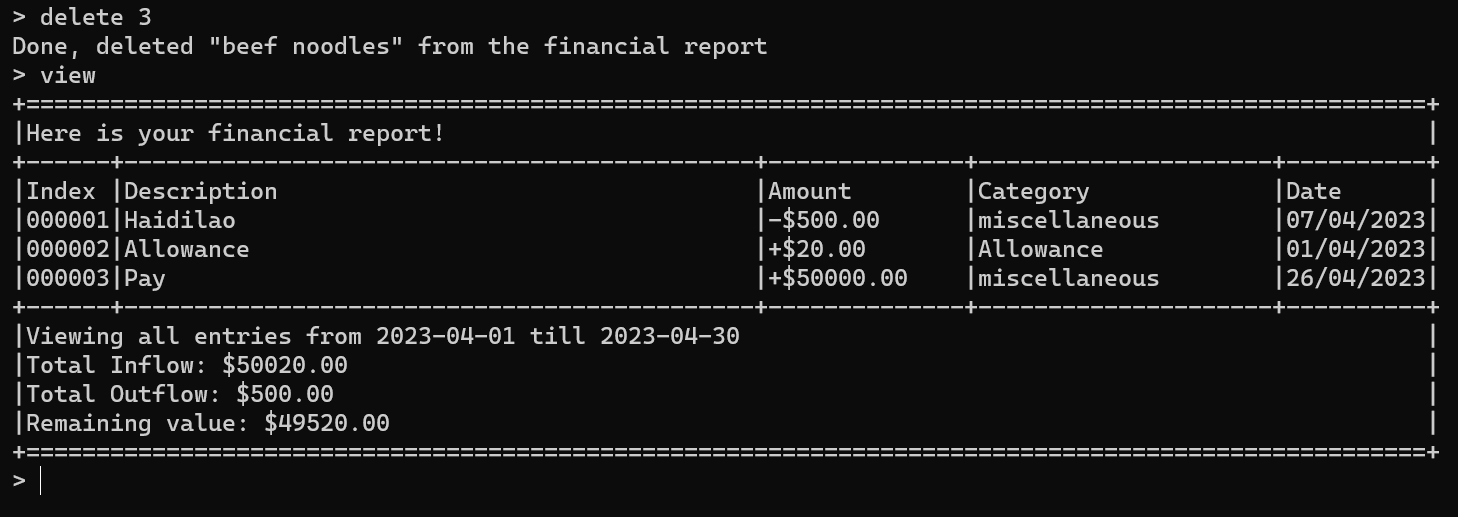 > delete 3
Done, deleted "beef noodles" from the financial report
> view
+====================================================================================================+
|Here is your financial report!                                                                      |
+------+---------------------------------------------+--------------+---------------------+----------+
|Index |Description                                  |Amount        |Category             |Date      |
|000001|Haidilao                                     |-$500.00      |miscellaneous        |07/04/2023|
|000002|Allowance                                    |+$20.00       |Allowance            |01/04/2023|
|000003|Pay                                          |+$50000.00    |miscellaneous        |26/04/2023|
+------+---------------------------------------------+--------------+---------------------+----------+
|Viewing all entries from 2023-04-01 till 2023-04-30                                                 |
|Total Inflow: $50020.00                                                                             |
|Total Outflow: $500.00                                                                              |
|Remaining value: $49520.00                                                                          |
+====================================================================================================+
>